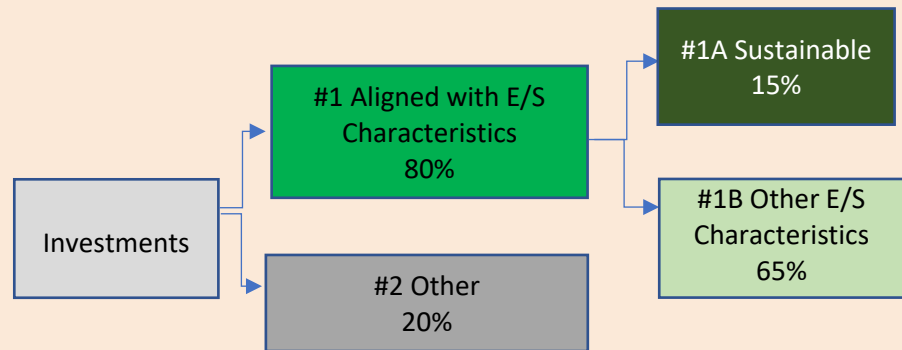 #1A Sustainable
15%
#1 Aligned with E/S
Characteristics
80%
#1B Other E/S
Characteristics
65%
Investments
#2 Other
20%